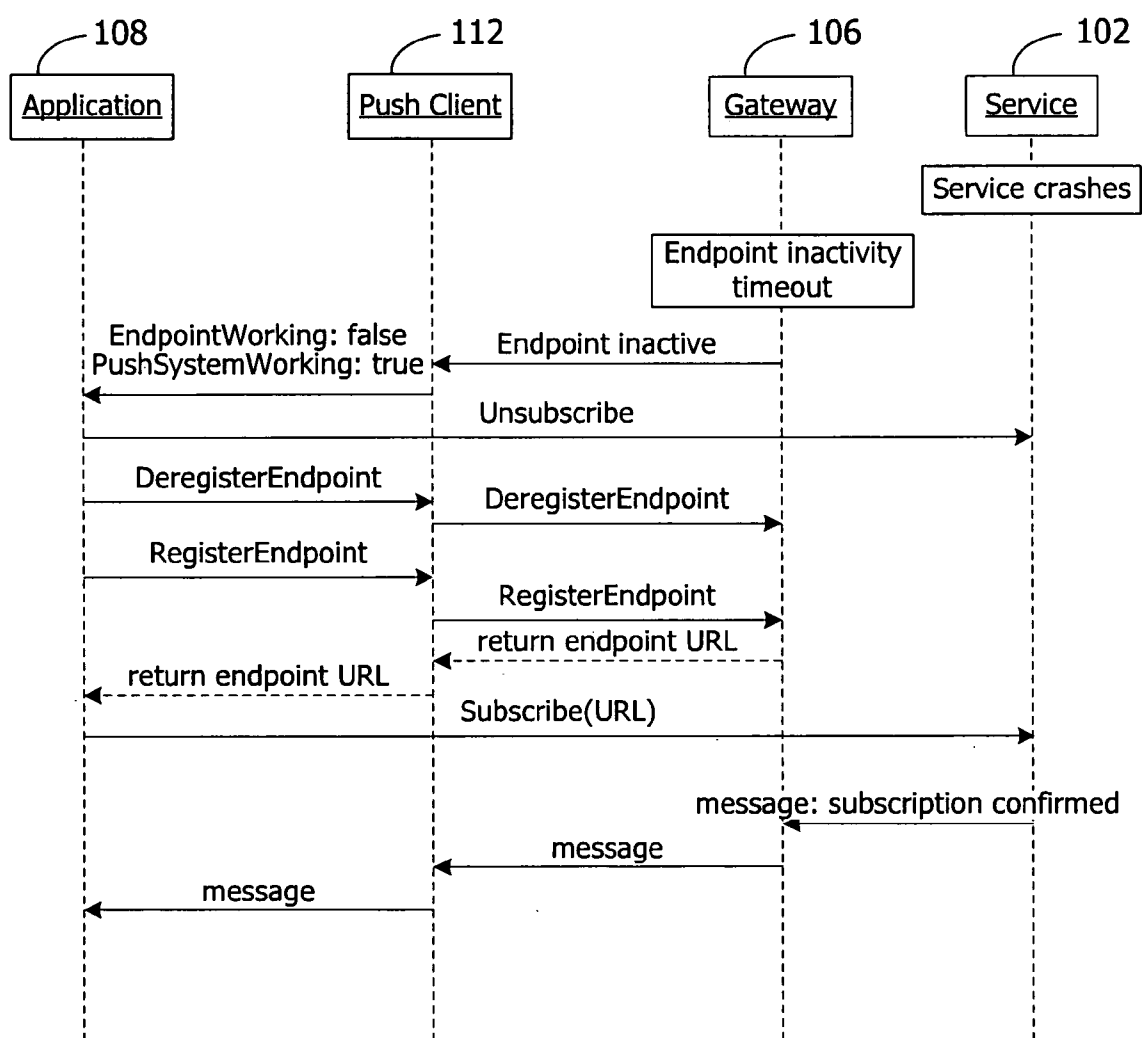 108
112
106
102
Application
Push Client
Gateway
Service
Service crashes
Endpoint inactivity
timeout
EndpointWorking: false
PushSystemWorking: true
Endpoint inactive
Unsubscribe
DeregisterEndpoint
DeregisterEndpoint
RegisterEndpoint
RegisterEndpoint
return endpoint URL
return endpoint URL
Subscribe(URL)
message: subscription confirmed
message
message